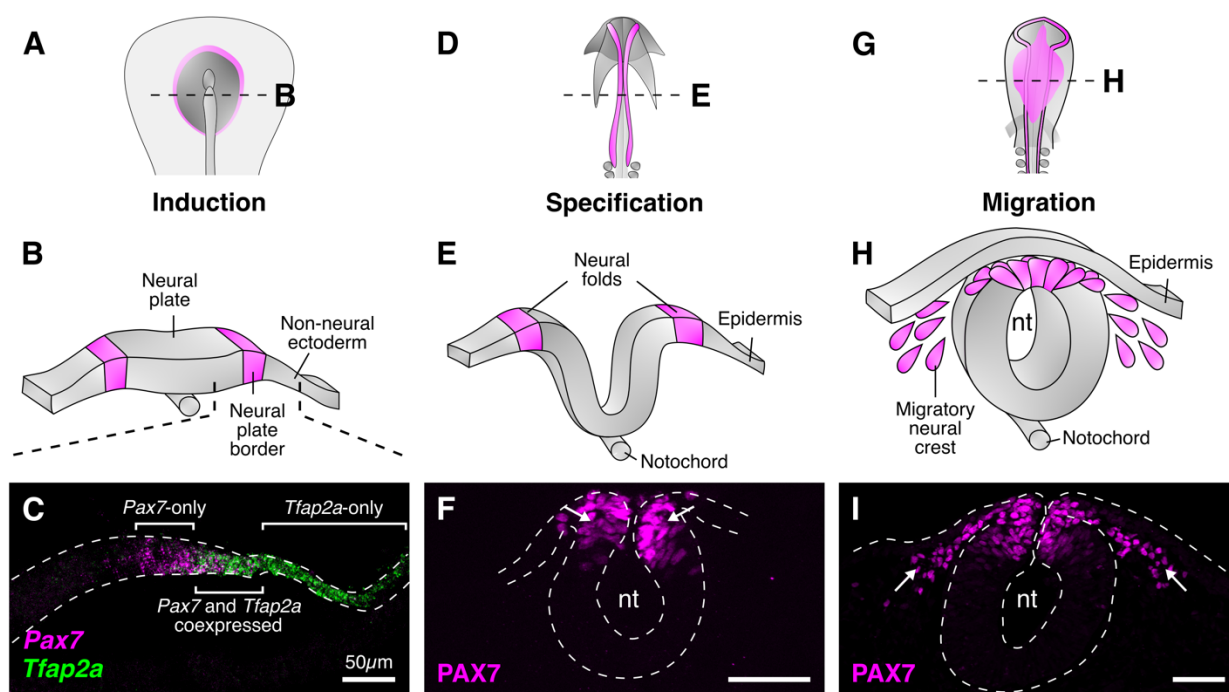 A
B
Induction
D
E
Specification
G
H
Migration
B
Neural
plate
Non-neural
ectoderm
Neural
plate
border
E
Neural
folds
Epidermis
Notochord
H
Epidermis
nt
Migratory
neural
crest
Notochord
C
Pax7-only
Tfap2a-only
Pax7 and Tfap2a
coexpressed
Pax7
Tfap2a
50µm
F
nt
PAX7
I
nt
PAX7